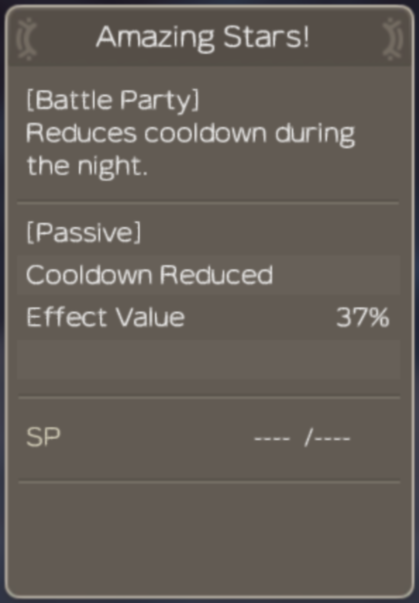 Amazing Stars!
[Battle Party]
Reduces cooldown during
the night.
[Passive]
Cooldown Reduced
Effect Value 37%
SP ---- /----